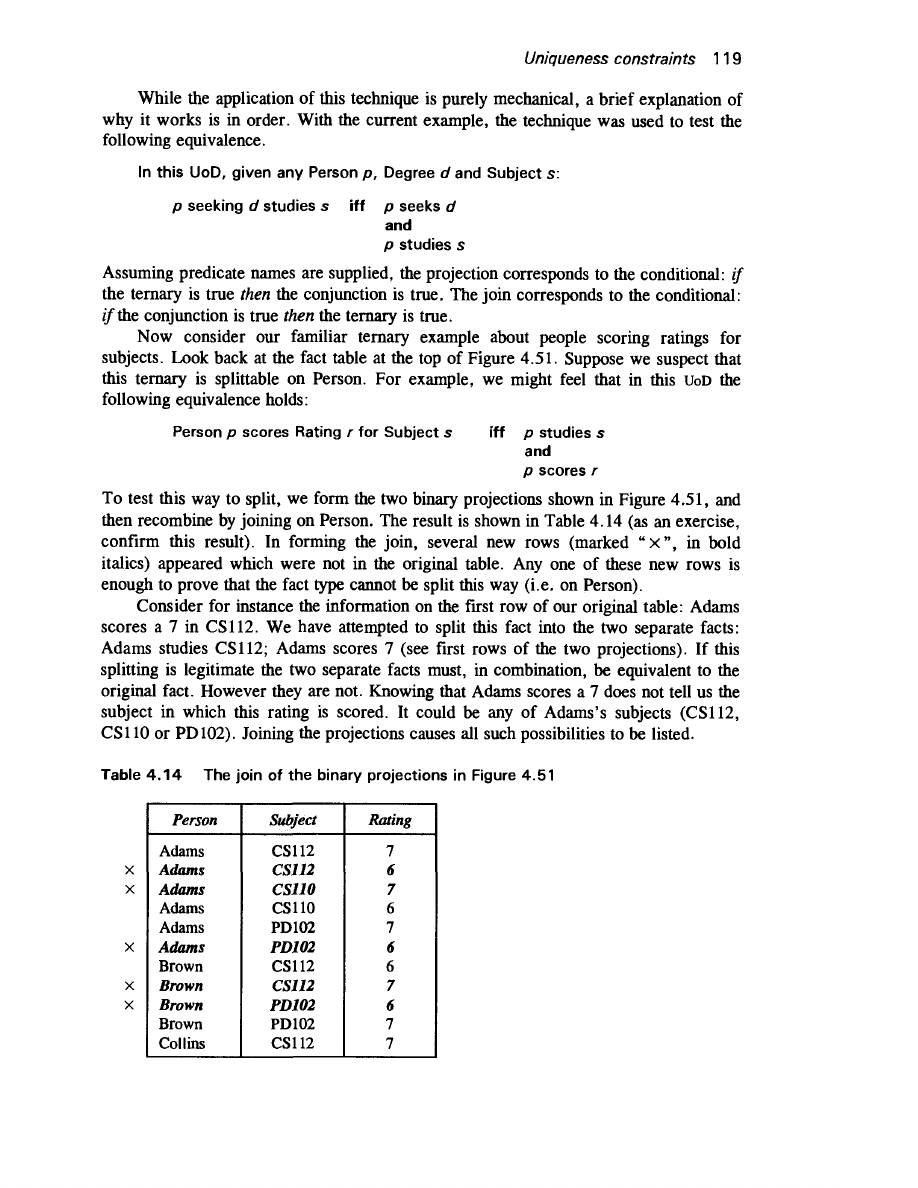 Uniqueness constraints 119
While the application of this technique is purely mechanical, a brief explanation of
why it works is in order. With the current example, the technique was used to test the
following equivalence.
In this UoD, given any Person p, Degree d and Subject s:
p seeking d studies s iff p seeks d
and
p studies s
Assuming predicate names are supplied, the projection corresponds to the conditional: if
the ternary is true then the conjunction is true. The join corresponds to the conditional:
if the conjunction is true then the ternary is true.
Now consider our familiar ternary example about people scoring ratings for
subjects. Look back at the fact table at the top of Figure 4.51. Suppose we suspect that
this ternary is splittable on Person. For example, we might feel that in this UoD the
following equivalence holds:
Person p scores Rating r for Subject s iff p studies s
and
p scores r
To test this way to split, we form the two binary projections shown in Figure 4.51, and
then recombine by joining on Person. The result is shown in Table 4.14 (as an exercise,
confirm this result). In forming the join, several new rows (marked "×", in bold
italics) appeared which were not in the original table. Any one of these new rows is
enough to prove that the fact type cannot be split this way (i.e. on Person).
Consider for instance the information on the first row of our original table: Adams
scores a 7 in CS112. We have attempted to split this fact into the two separate facts:
Adams studies CS112; Adams scores 7 (see first rows of the two projections). If this
splitting is legitimate the two separate facts must, in combination, be equivalent to the
original fact. However they are not. Knowing that Adams scores a 7 does not tell us the
subject in which this rating is scored. It could be any of Adams's subjects (CS112,
CS110 or PD102). Joining the projections causes all such possibilities to be listed.
Table 4.14 The join of the binary projections in Figure 4.51
Person Subject Rating
Adams CS112 7
× Adams CS112 6
× Adams CS110 7
Adams CS110 6
Adams PD102 7
× Adams PD102 6
Brown CS112 6
× Brown CS112 7
× Brown PD102 6
Brown PD102 7
Collins CS112 7